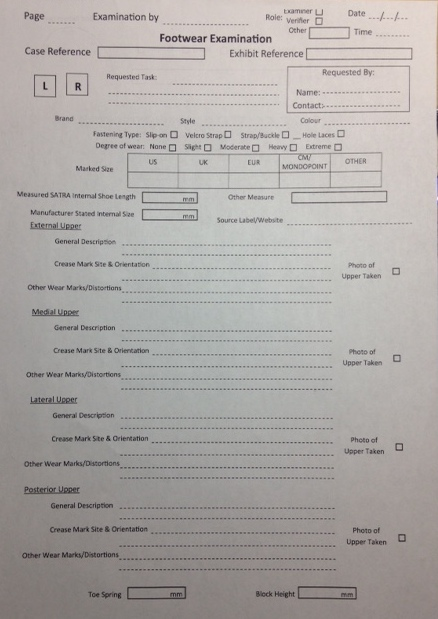 Page Examination by Role: Examiner Verifier Other Date .../.../... Time
Footwear Examination
Case Reference Exhibit Reference
L R Requested Task: Requested By:
Name:
Contact:
Brand Style Colour
Fastening Type: Slip-on Velcro Strap Strap/Buckle __ Hole Laces
Degree of wear: None Slight Moderate Heavy Extreme
Marked Size US UK EUR CM/MONDOPOINT OTHER
Measured SATRA Internal Shoe Length mm Other Measure
Manufacturer Stated Internal Size mm Source Label/Website
External Upper
General Description
Crease Mark Site & Orientation Photo of Upper Taken
Other Wear Marks/Distortions
Medial Upper
General Description
Crease Mark Site & Orientation Photo of Upper Taken
Other Wear Marks/Distortions
Lateral Upper
General Description
Crease Mark Site & Orientation Photo of Upper Taken
Other Wear Marks/Distortions
Posterior Upper
General Description
Crease Mark Site & Orientation Photo of Upper Taken
Other Wear Marks/Distortions
Toe Spring mm Block Height mm